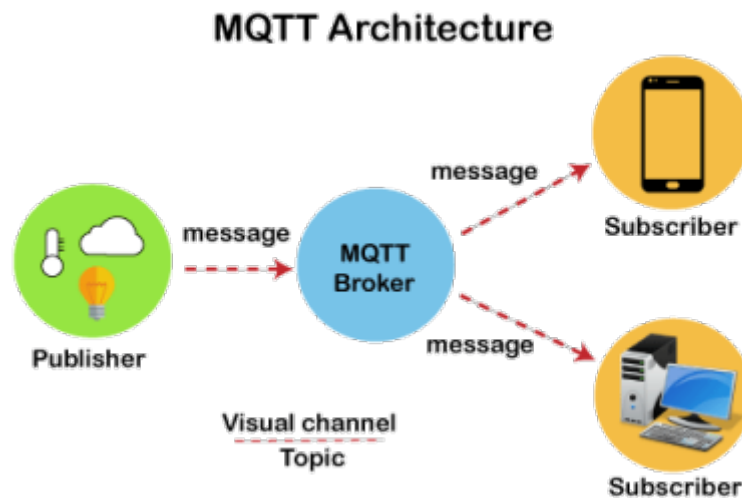 MQTT Architecture
message
Subscriber
message
MQTT
Broker
Publisher
message
Visual channel
Topic
Subscriber